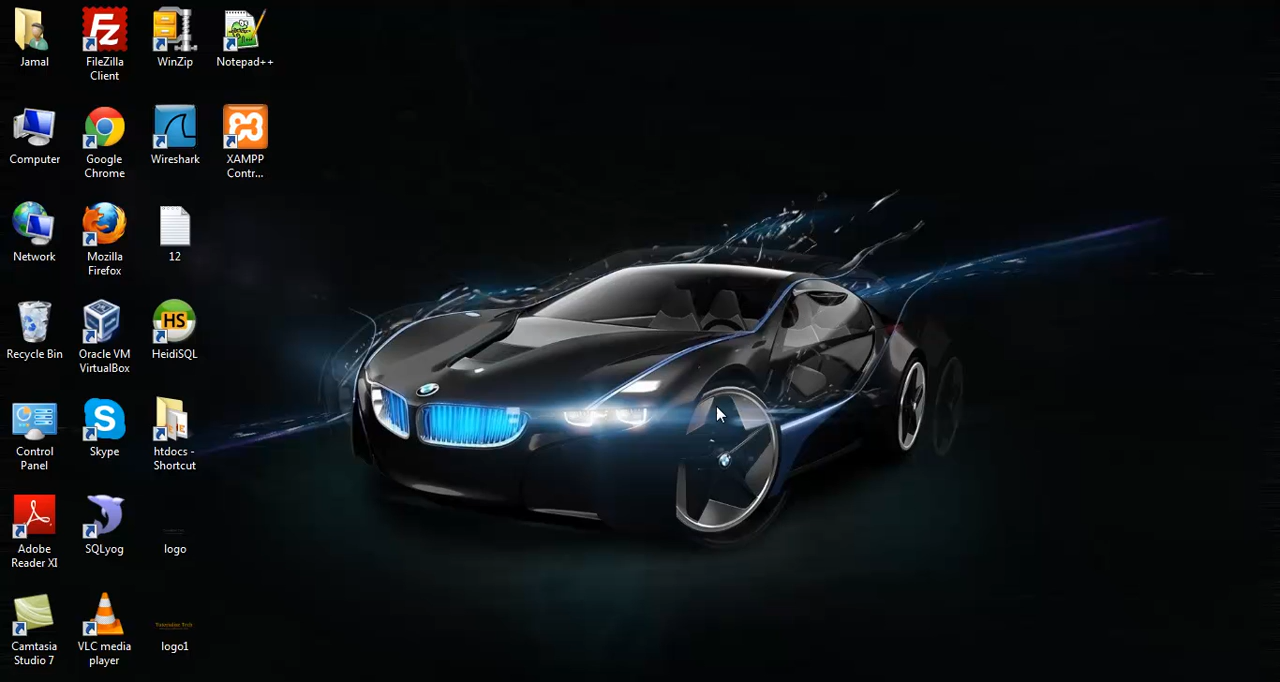 Jamal
FileZilla
Client
WinZip
Notepad++
Computer
Google
Chrome
Wireshark
XAMPP
Contr...
Network
Mozilla
Firefox
12
Recycle Bin
Oracle VM
VirtualBox
HS
HeidiSQL
Control
Panel
Skype
htdocs -
Shortcut
Adobe
Reader XI
SQLyog
logo
Camtasia
Studio 7
VLC media
player
logo1